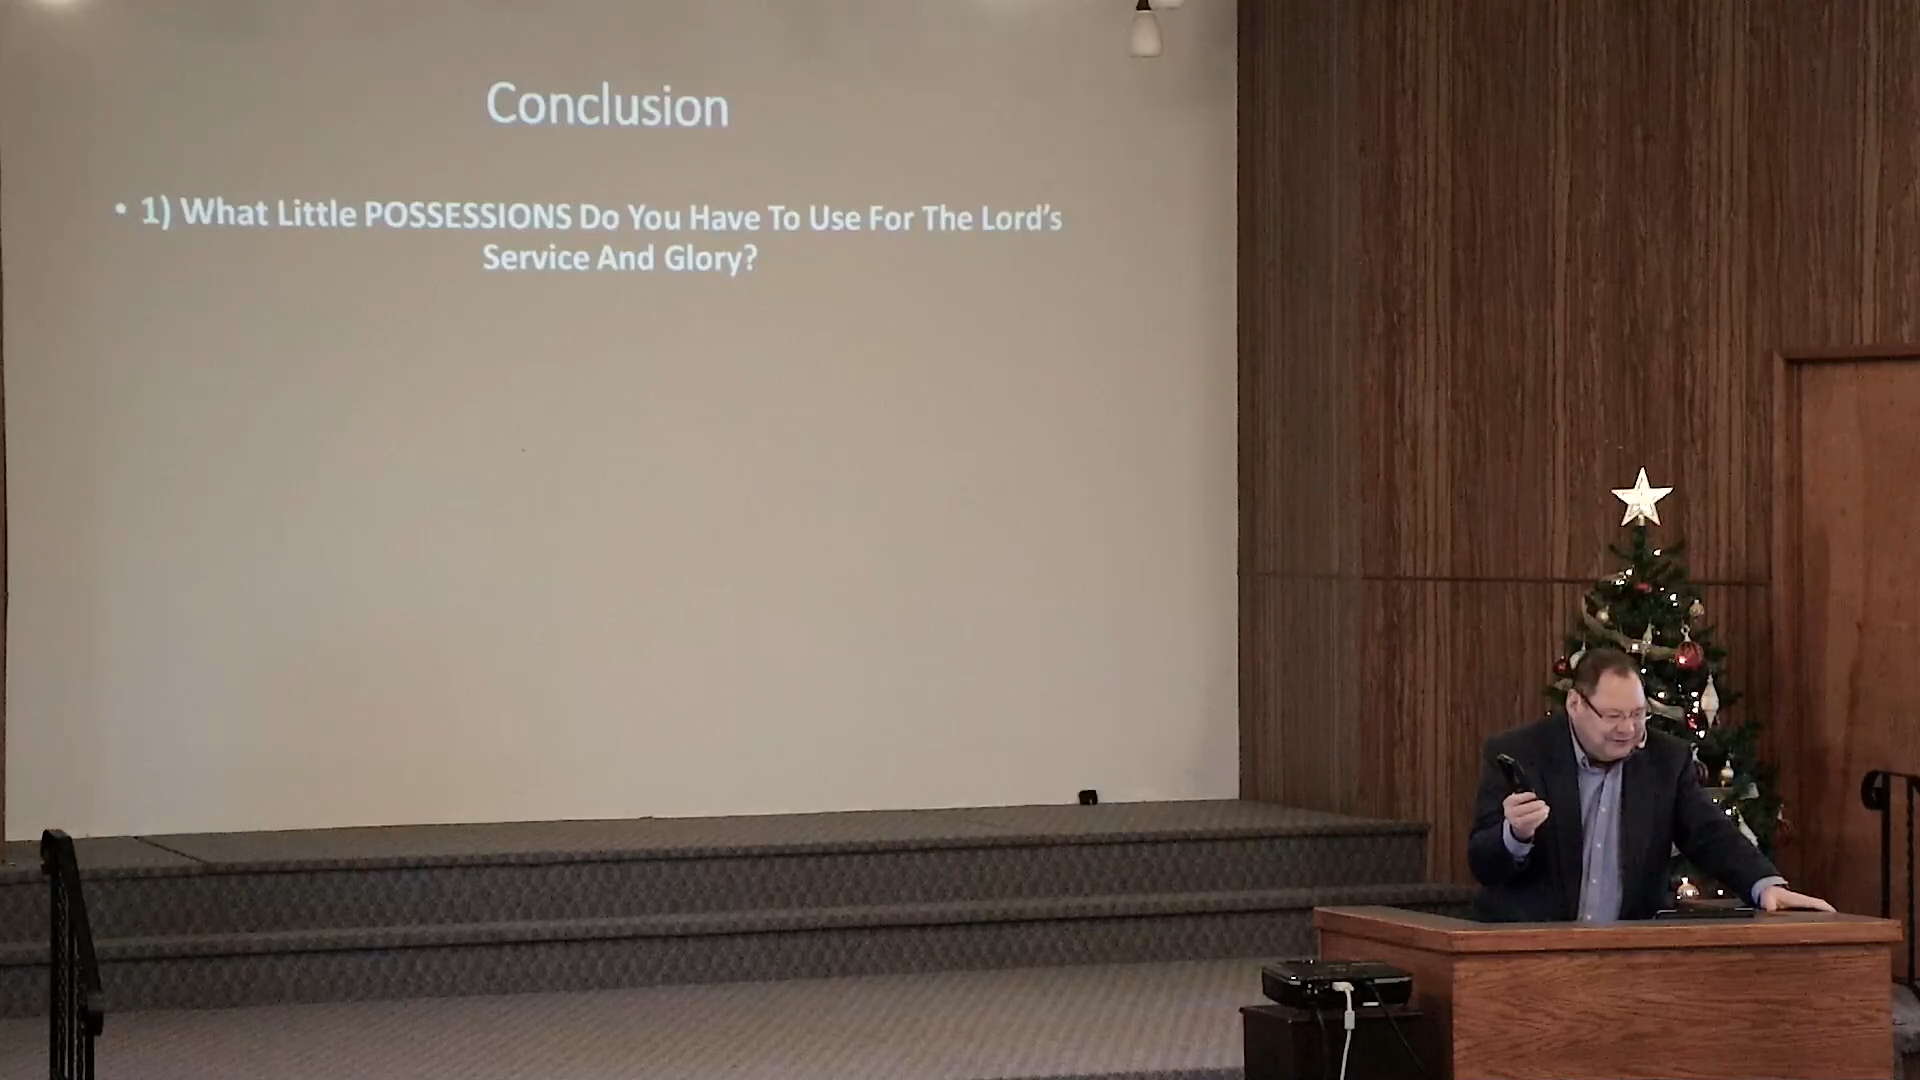 Conclusion
• 1) What Little POSSESSIONS Do You Have To Use For The Lord's
Service And Glory?